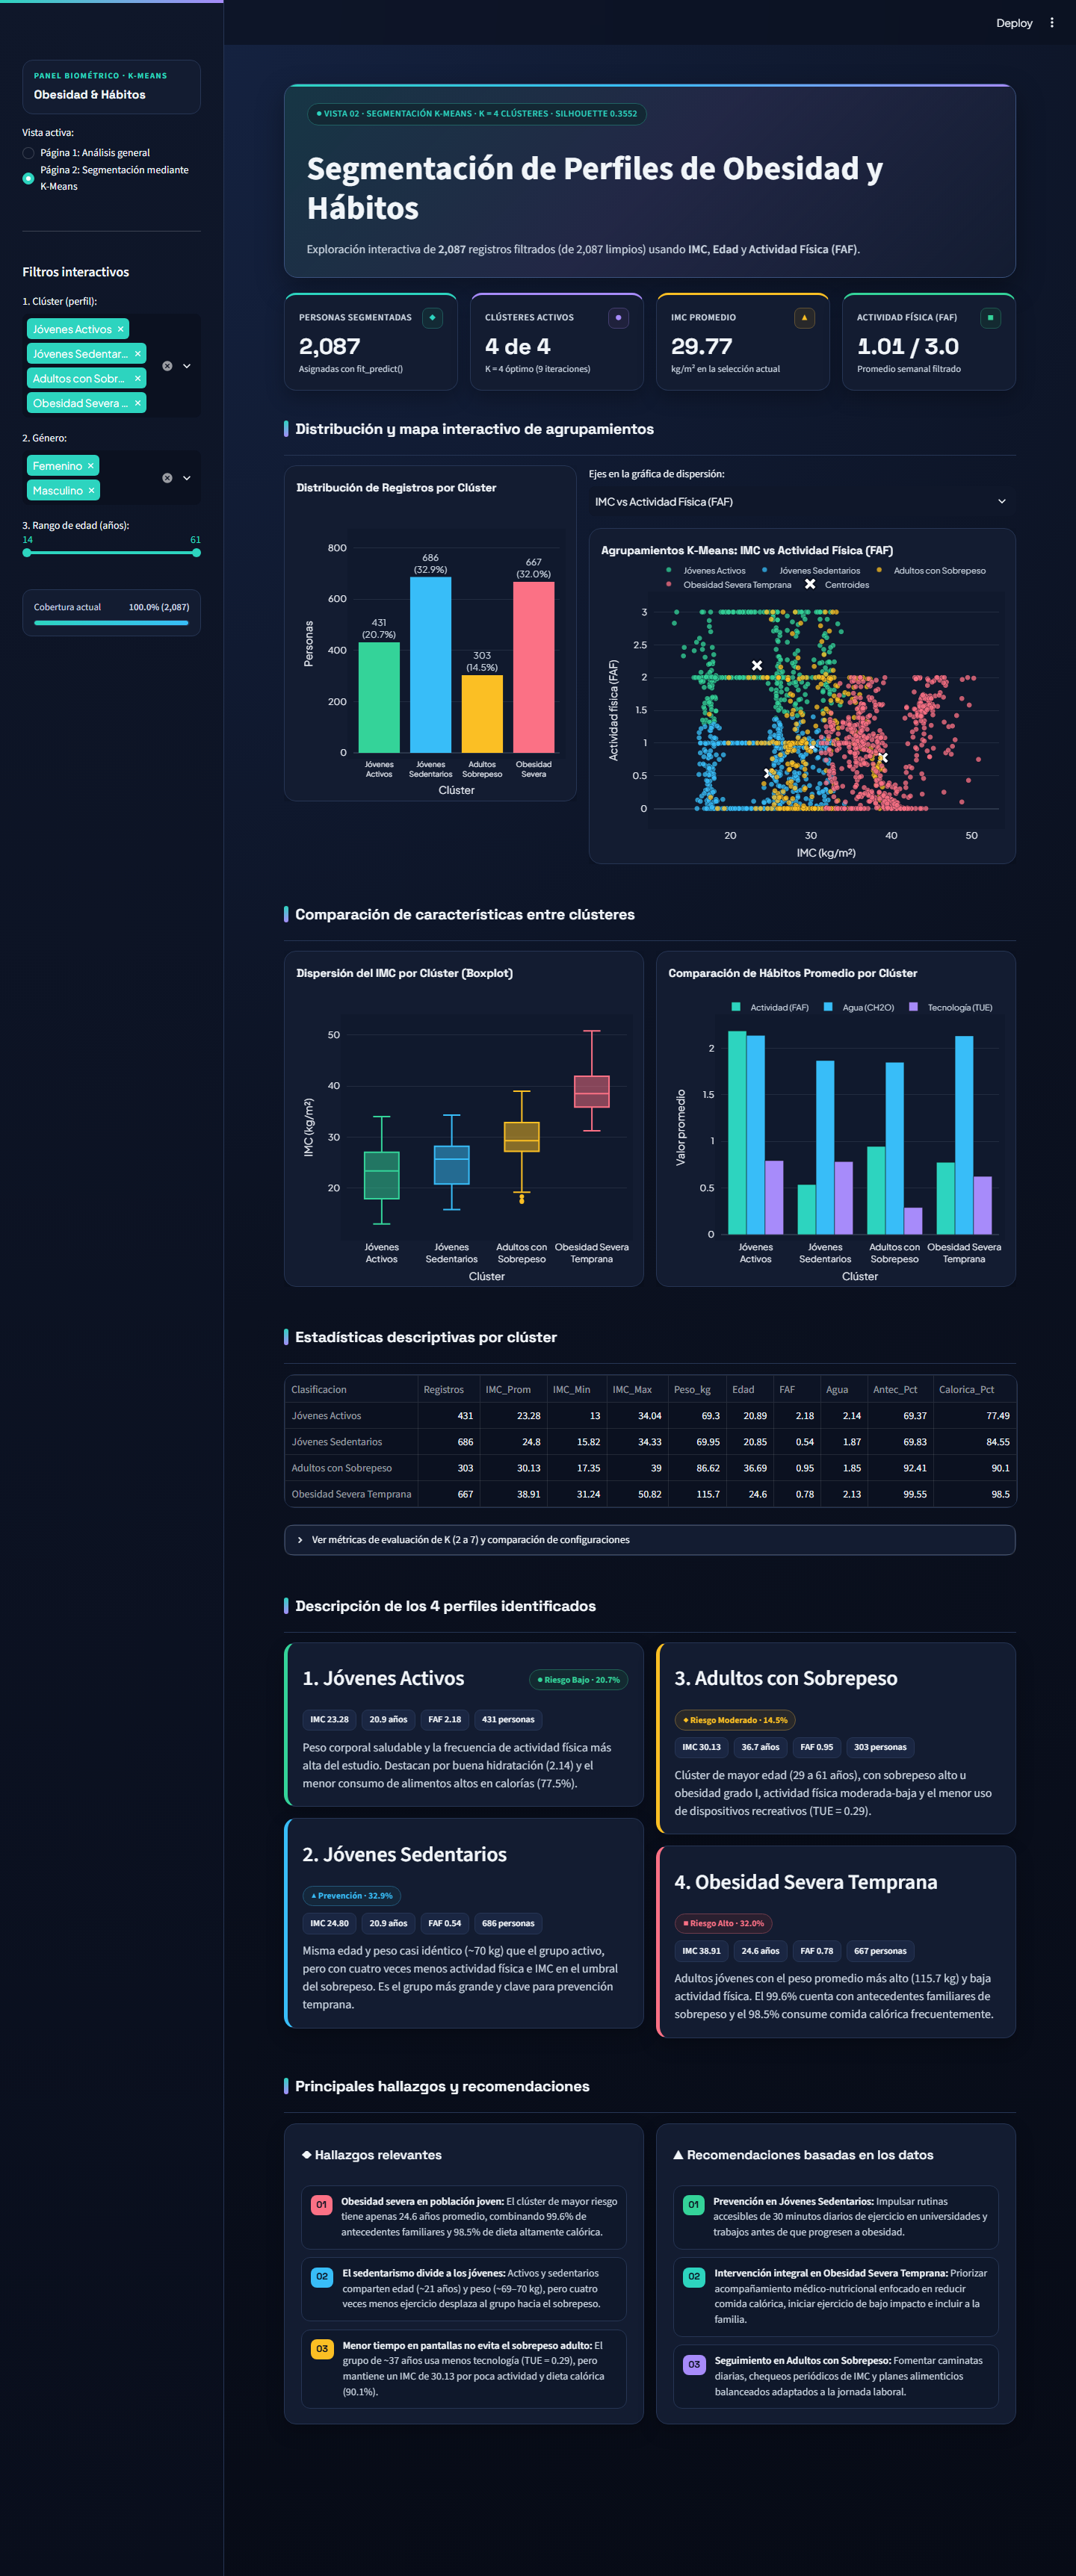 Deploy
PANEL BIOMÉTRICO · K-MEANS
Obesidad & Hábitos
Vista activa:
Página 1: Análisis general
Página 2: Segmentación mediante
K-Means
Filtros interactivos
1. Clúster (perfil):
Jóvenes Activos ×
Jóvenes Sedentar... ×
Adultos con Sobr... ×
Obesidad Severa ... ×
2. Género:
Femenino ×
Masculino ×
3. Rango de edad (años):
14 61
Cobertura actual 100.0% (2,087)
VISTA 02 · SEGMENTACIÓN K-MEANS · K = 4 CLÚSTERES · SILHOUETTE 0.3552
Segmentación de Perfiles de Obesidad y
Hábitos
Exploración interactiva de 2,087 registros filtrados (de 2,087 limpios) usando IMC, Edad y Actividad Física (FAF).
PERSONAS SEGMENTADAS
2,087
Asignadas con fit_predict()
CLÚSTERES ACTIVOS
4 de 4
K = 4 óptimo (9 iteraciones)
IMC PROMEDIO
29.77
kg/m² en la selección actual
ACTIVIDAD FÍSICA (FAF)
1.01 / 3.0
Promedio semanal filtrado
Distribución y mapa interactivo de agrupamientos
Distribución de Registros por Clúster
800
600
400
200
0
Personas
431
(20.7%)
686
(32.9%)
303
(14.5%)
667
(32.0%)
Jóvenes
Activos
Jóvenes
Sedentarios
Adultos
Sobrepeso
Obesidad
Severa
Clúster
Ejes en la gráfica de dispersión:
IMC vs Actividad Física (FAF)
Agrupamientos K-Means: IMC vs Actividad Física (FAF)
Jóvenes Activos Jóvenes Sedentarios Adultos con Sobrepeso
Obesidad Severa Temprana Centroides
3
2.5
2
1.5
1
0.5
0
Actividad física (FAF)
20 30 40 50
IMC (kg/m²)
Comparación de características entre clústeres
Dispersión del IMC por Clúster (Boxplot)
50
40
30
20
IMC (kg/m²)
Jóvenes
Activos
Jóvenes
Sedentarios
Adultos con
Sobrepeso
Obesidad Severa
Temprana
Clúster
Comparación de Hábitos Promedio por Clúster
Actividad (FAF) Agua (CH2O) Tecnología (TUE)
2
1.5
1
0.5
0
Valor promedio
Jóvenes
Activos
Jóvenes
Sedentarios
Adultos con
Sobrepeso
Obesidad Severa
Temprana
Clúster
Estadísticas descriptivas por clúster
Clasificacion Registros IMC_Prom IMC_Min IMC_Max Peso_kg Edad FAF Agua Antec_Pct Calorica_Pct
Jóvenes Activos 431 23.28 13 34.04 69.3 20.89 2.18 2.14 69.37 77.49
Jóvenes Sedentarios 686 24.8 15.82 34.33 69.95 20.85 0.54 1.87 69.83 84.55
Adultos con Sobrepeso 303 30.13 17.35 39 86.62 36.69 0.95 1.85 92.41 90.1
Obesidad Severa Temprana 667 38.91 31.24 50.82 115.7 24.6 0.78 2.13 99.55 98.5
Ver métricas de evaluación de K (2 a 7) y comparación de configuraciones
Descripción de los 4 perfiles identificados
1. Jóvenes Activos
Riesgo Bajo · 20.7%
IMC 23.28 20.9 años FAF 2.18 431 personas
Peso corporal saludable y la frecuencia de actividad física más
alta del estudio. Destacan por buena hidratación (2.14) y el
menor consumo de alimentos altos en calorías (77.5%).
2. Jóvenes Sedentarios
Prevención · 32.9%
IMC 24.80 20.9 años FAF 0.54 686 personas
Misma edad y peso casi idéntico (~70 kg) que el grupo activo,
pero con cuatro veces menos actividad física e IMC en el umbral
del sobrepeso. Es el grupo más grande y clave para prevención
temprana.
3. Adultos con Sobrepeso
Riesgo Moderado · 14.5%
IMC 30.13 36.7 años FAF 0.95 303 personas
Clúster de mayor edad (29 a 61 años), con sobrepeso alto u
obesidad grado I, actividad física moderada-baja y el menor uso
de dispositivos recreativos (TUE = 0.29).
4. Obesidad Severa Temprana
Riesgo Alto · 32.0%
IMC 38.91 24.6 años FAF 0.78 667 personas
Adultos jóvenes con el peso promedio más alto (115.7 kg) y baja
actividad física. El 99.6% cuenta con antecedentes familiares de
sobrepeso y el 98.5% consume comida calórica frecuentemente.
Principales hallazgos y recomendaciones
Hallazgos relevantes
01 Obesidad severa en población joven: El clúster de mayor riesgo
tiene apenas 24.6 años promedio, combinando 99.6% de
antecedentes familiares y 98.5% de dieta altamente calórica.
02 El sedentarismo divide a los jóvenes: Activos y sedentarios
comparten edad (~21 años) y peso (~69–70 kg), pero cuatro
veces menos ejercicio desplaza al grupo hacia el sobrepeso.
03 Menor tiempo en pantallas no evita el sobrepeso adulto: El
grupo de ~37 años usa menos tecnología (TUE = 0.29), pero
mantiene un IMC de 30.13 por poca actividad y dieta calórica
(90.1%).
Recomendaciones basadas en los datos
01 Prevención en Jóvenes Sedentarios: Impulsar rutinas
accesibles de 30 minutos diarios de ejercicio en universidades y
trabajos antes de que progresen a obesidad.
02 Intervención integral en Obesidad Severa Temprana: Priorizar
acompañamiento médico-nutricional enfocado en reducir
comida calórica, iniciar ejercicio de bajo impacto e incluir a la
familia.
03 Seguimiento en Adultos con Sobrepeso: Fomentar caminatas
diarias, chequeos periódicos de IMC y planes alimenticios
balanceados adaptados a la jornada laboral.